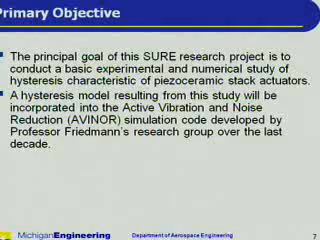 Primary Objective
The principal goal of this SURE research project is to
conduct a basic experimental and numerical study of
hysteresis characteristic of piezoceramic stack actuators.
A hysteresis model resulting from this study will be
incorporated into the Active Vibration and Noise
Reduction (AVINOR) simulation code developed by
Professor Friedmann's research group over the last
decade.
MichiganEngineering
Department of Aerospace Engineering
7